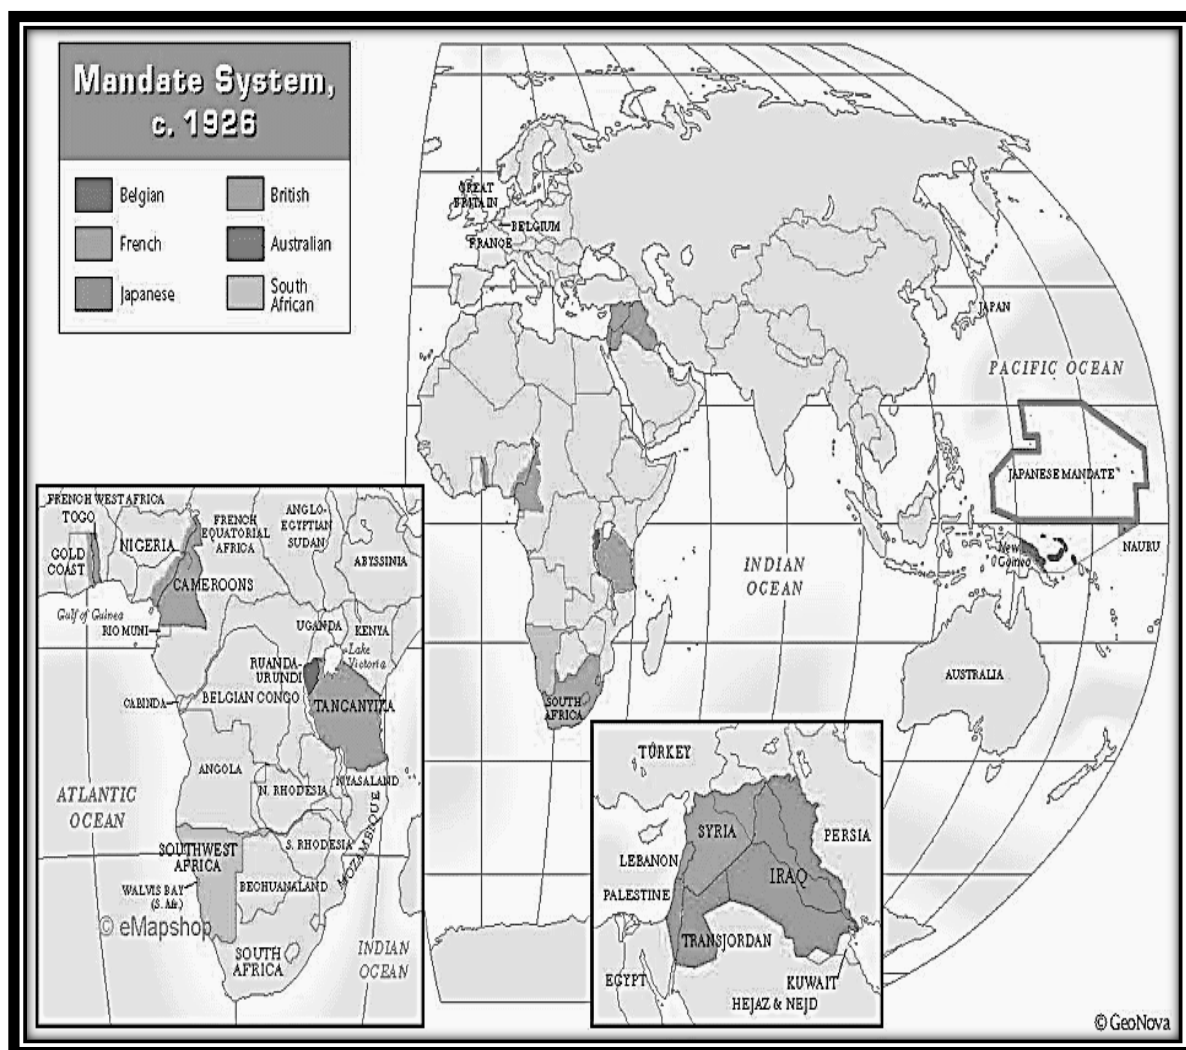 Mandate System,
c. 1926
Belgian
British
French
Australian
Japanese
South
African
GREAT
BRITAIN
BELGIUM
FRANCE
JAPAN
PACIFIC OCEAN
JAPANESE MANDATE
NAURU
New
Guinea
INDIAN
OCEAN
AUSTRALIA
SOUTH
AFRICA
FRENCH WEST AFRICA
TOGO
GOLD
COAST
NIGERIA
FRENCH
EQUATORIAL
AFRICA
ANGLO-
EGYPTIAN
SUDAN
ABYSSINIA
CAMEROONS
Gulf of Guinea
RIO MUNI
UGANDA
KENYA
Lake
Victoria
RUANDA-
URUNDI
CABINDA
BELGIAN CONGO
TANGANYIKA
ANGOLA
NYASALAND
N. RHODESIA
ATLANTIC
OCEAN
MOZAMBIQUE
S. RHODESIA
SOUTHWEST
AFRICA
WALVIS BAY
(S. Afr.)
BECHUANALAND
© eMapshop
SOUTH
AFRICA
INDIAN
OCEAN
TURKEY
SYRIA
PERSIA
LEBANON
IRAQ
PALESTINE
TRANSJORDAN
EGYPT
KUWAIT
HEJAZ & NEJD
© GeoNova